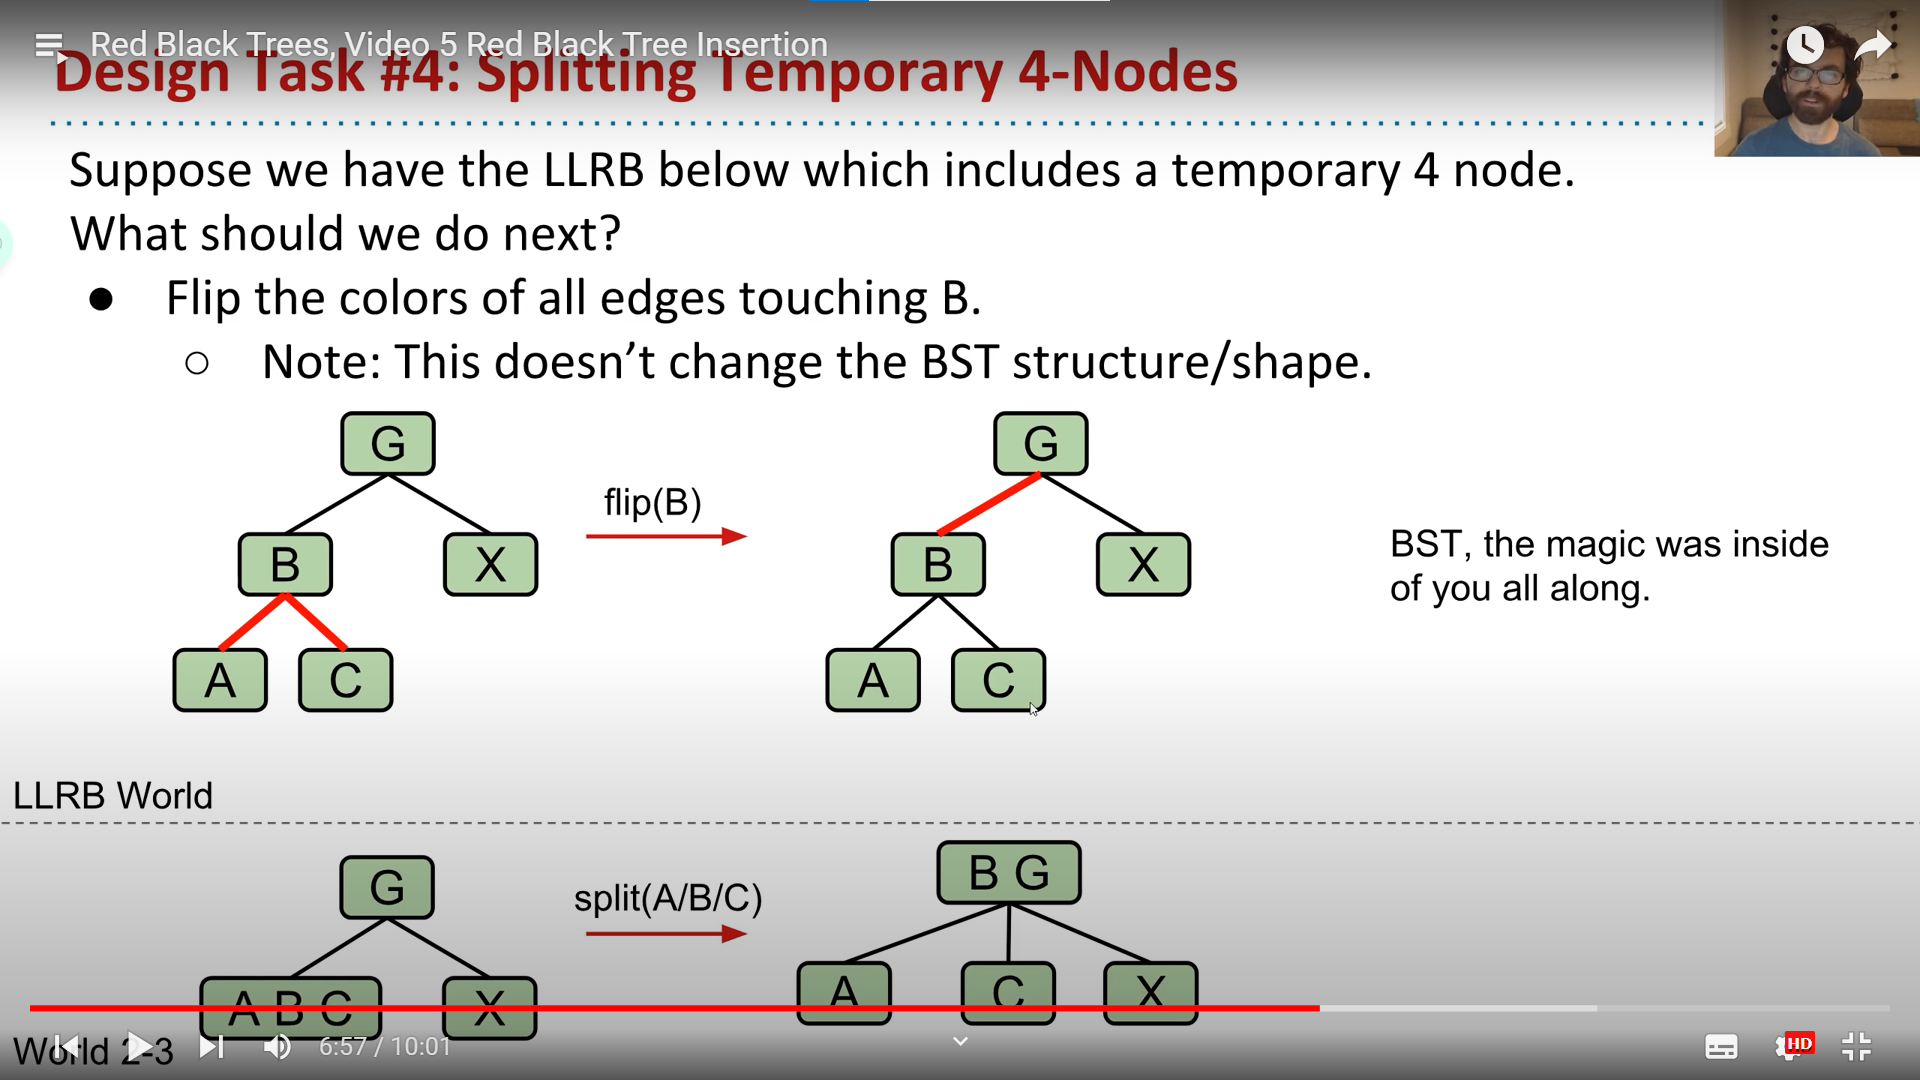 Red Black Trees, Video 5 Red Black Tree Insertion
Design Task #4: Splitting Temporary 4-Nodes
Suppose we have the LLRB below which includes a temporary 4 node.
What should we do next?
● Flip the colors of all edges touching B.
○ Note: This doesn’t change the BST structure/shape.
G
flip(B)
G
B
X
B
X
BST, the magic was inside
of you all along.
A
C
A
C
LLRB World
G
split(A/B/C)
B G
A B C
X
A
C
X
World 2-3
6:57 / 10:01
HD